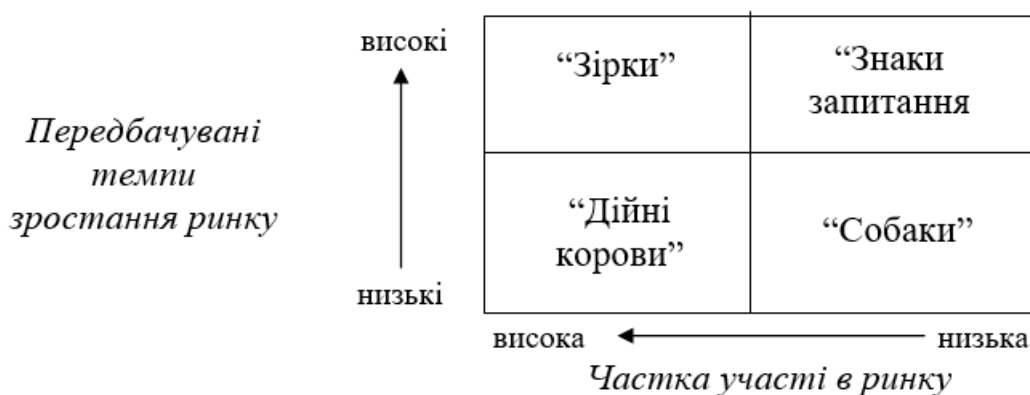 високі
“Зірки”
“Знаки
запитання
Передбачувані
темпи
зростання ринку
“Дійні
корови”
“Собаки”
низькі
висока
низька
Частка участі в ринку